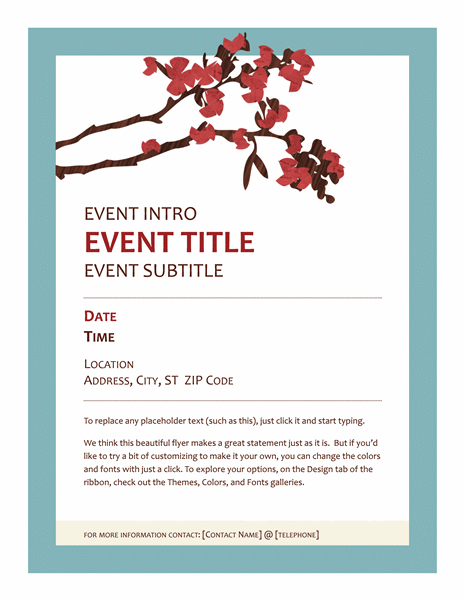 EVENT INTRO
EVENT TITLE
EVENT SUBTITLE
DATE
TIME
LOCATION
ADDRESS, CITY, ST  ZIP CODE
To replace any placeholder text (such as this), just click it and start typing.
We think this beautiful flyer makes a great statement just as it is.  But if you'd
like to try a bit of customizing to make it your own, you can change the colors
and fonts with just a click. To explore your options, on the Design tab of the
ribbon, check out the Themes, Colors, and Fonts galleries.
FOR MORE INFORMATION CONTACT: [CONTACT NAME] @ [TELEPHONE]